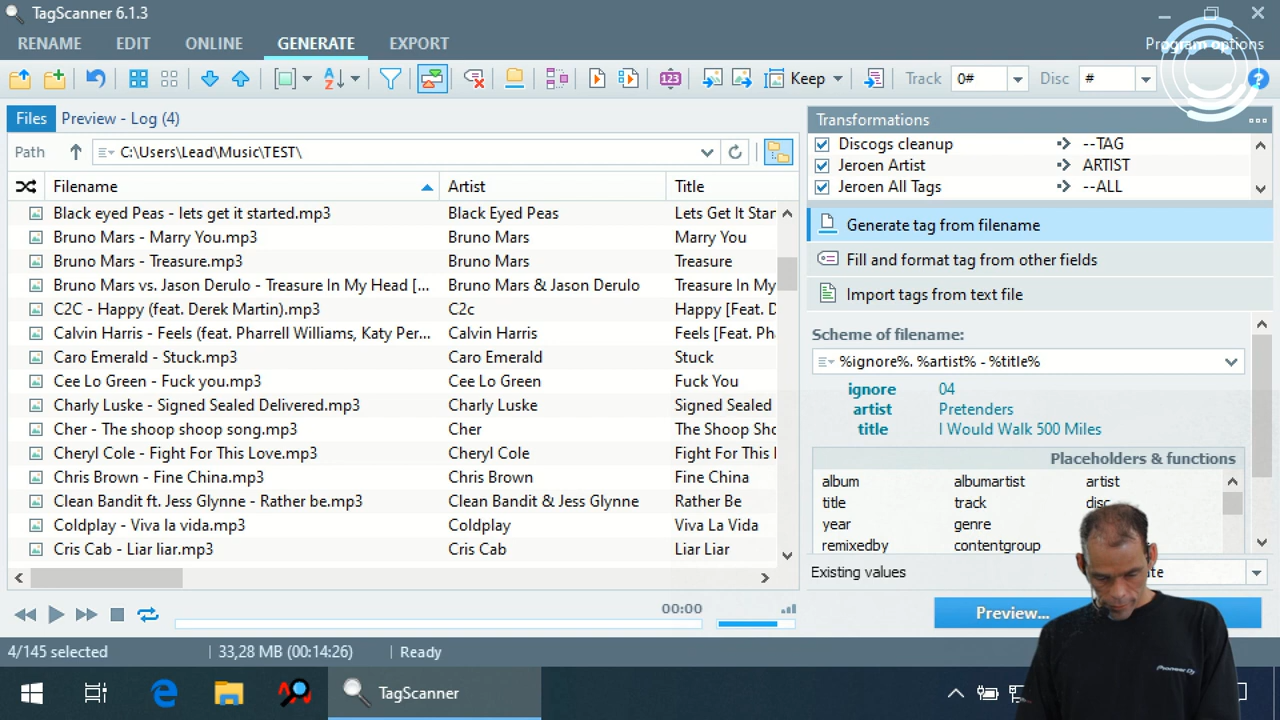 TagScanner 6.1.3
RENAME EDIT ONLINE GENERATE EXPORT
Program options
Keep Track 0# Disc #
Files Preview - Log (4)
Path C:\Users\Lead\Music\TEST\
Filename Artist Title
Black eyed Peas - lets get it started.mp3 Black Eyed Peas Lets Get It Star
Bruno Mars - Marry You.mp3 Bruno Mars Marry You
Bruno Mars - Treasure.mp3 Bruno Mars Treasure
Bruno Mars vs. Jason Derulo - Treasure In My Head [... Bruno Mars & Jason Derulo Treasure In My
C2C - Happy (feat. Derek Martin).mp3 C2c Happy [Feat. D
Calvin Harris - Feels (feat. Pharrell Williams, Katy Per... Calvin Harris Feels [Feat. Ph
Caro Emerald - Stuck.mp3 Caro Emerald Stuck
Cee Lo Green - Fuck you.mp3 Cee Lo Green Fuck You
Charly Luske - Signed Sealed Delivered.mp3 Charly Luske Signed Sealed
Cher - The shoop shoop song.mp3 Cher The Shoop Sho
Cheryl Cole - Fight For This Love.mp3 Cheryl Cole Fight For This
Chris Brown - Fine China.mp3 Chris Brown Fine China
Clean Bandit ft. Jess Glynne - Rather be.mp3 Clean Bandit & Jess Glynne Rather Be
Coldplay - Viva la vida.mp3 Coldplay Viva La Vida
Cris Cab - Liar liar.mp3 Cris Cab Liar Liar
00:00
Transformations
Discogs cleanup --TAG
Jeroen Artist ARTIST
Jeroen All Tags --ALL
Generate tag from filename
Fill and format tag from other fields
Import tags from text file
Scheme of filename:
%ignore%. %artist% - %title%
ignore 04
artist Pretenders
title I Would Walk 500 Miles
Placeholders & functions
album albumartist artist
title track disc
year genre
remixedby contentgroup
Existing values
Preview...
Pioneer Dj
4/145 selected 33,28 MB (00:14:26) Ready
TagScanner